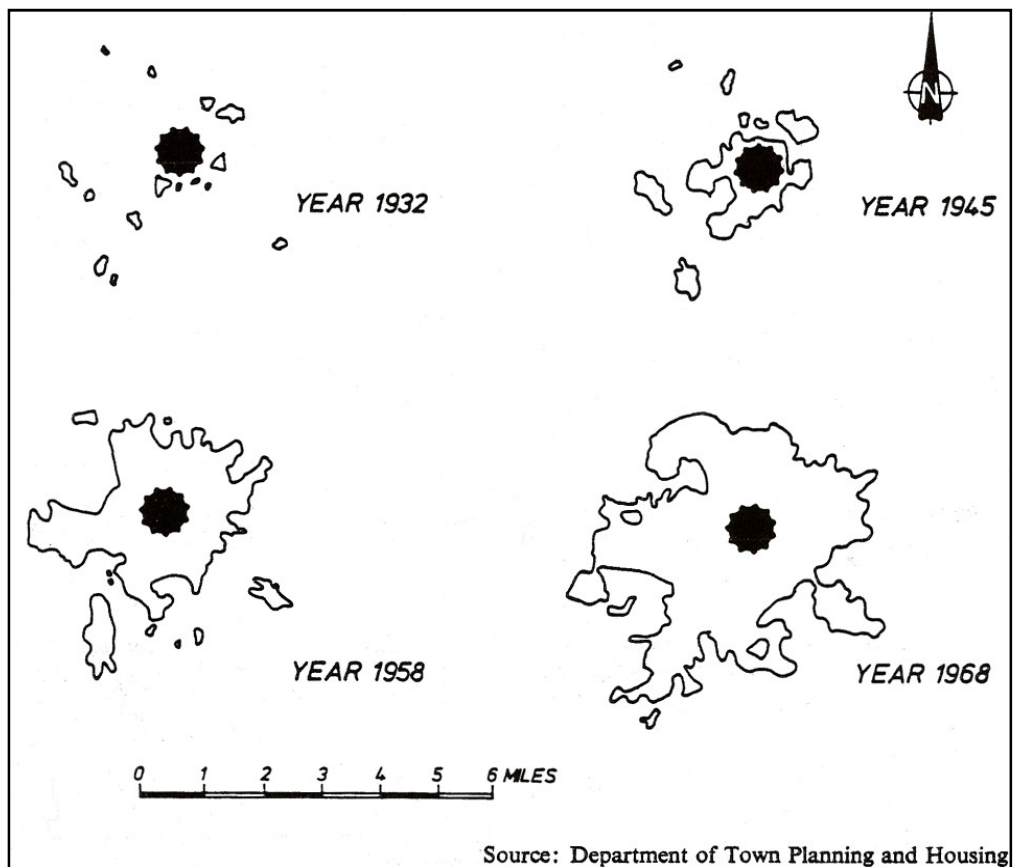 N
YEAR 1932
YEAR 1945
YEAR 1958
YEAR 1968
0 1 2 3 4 5 6 MILES
Source: Department of Town Planning and Housing